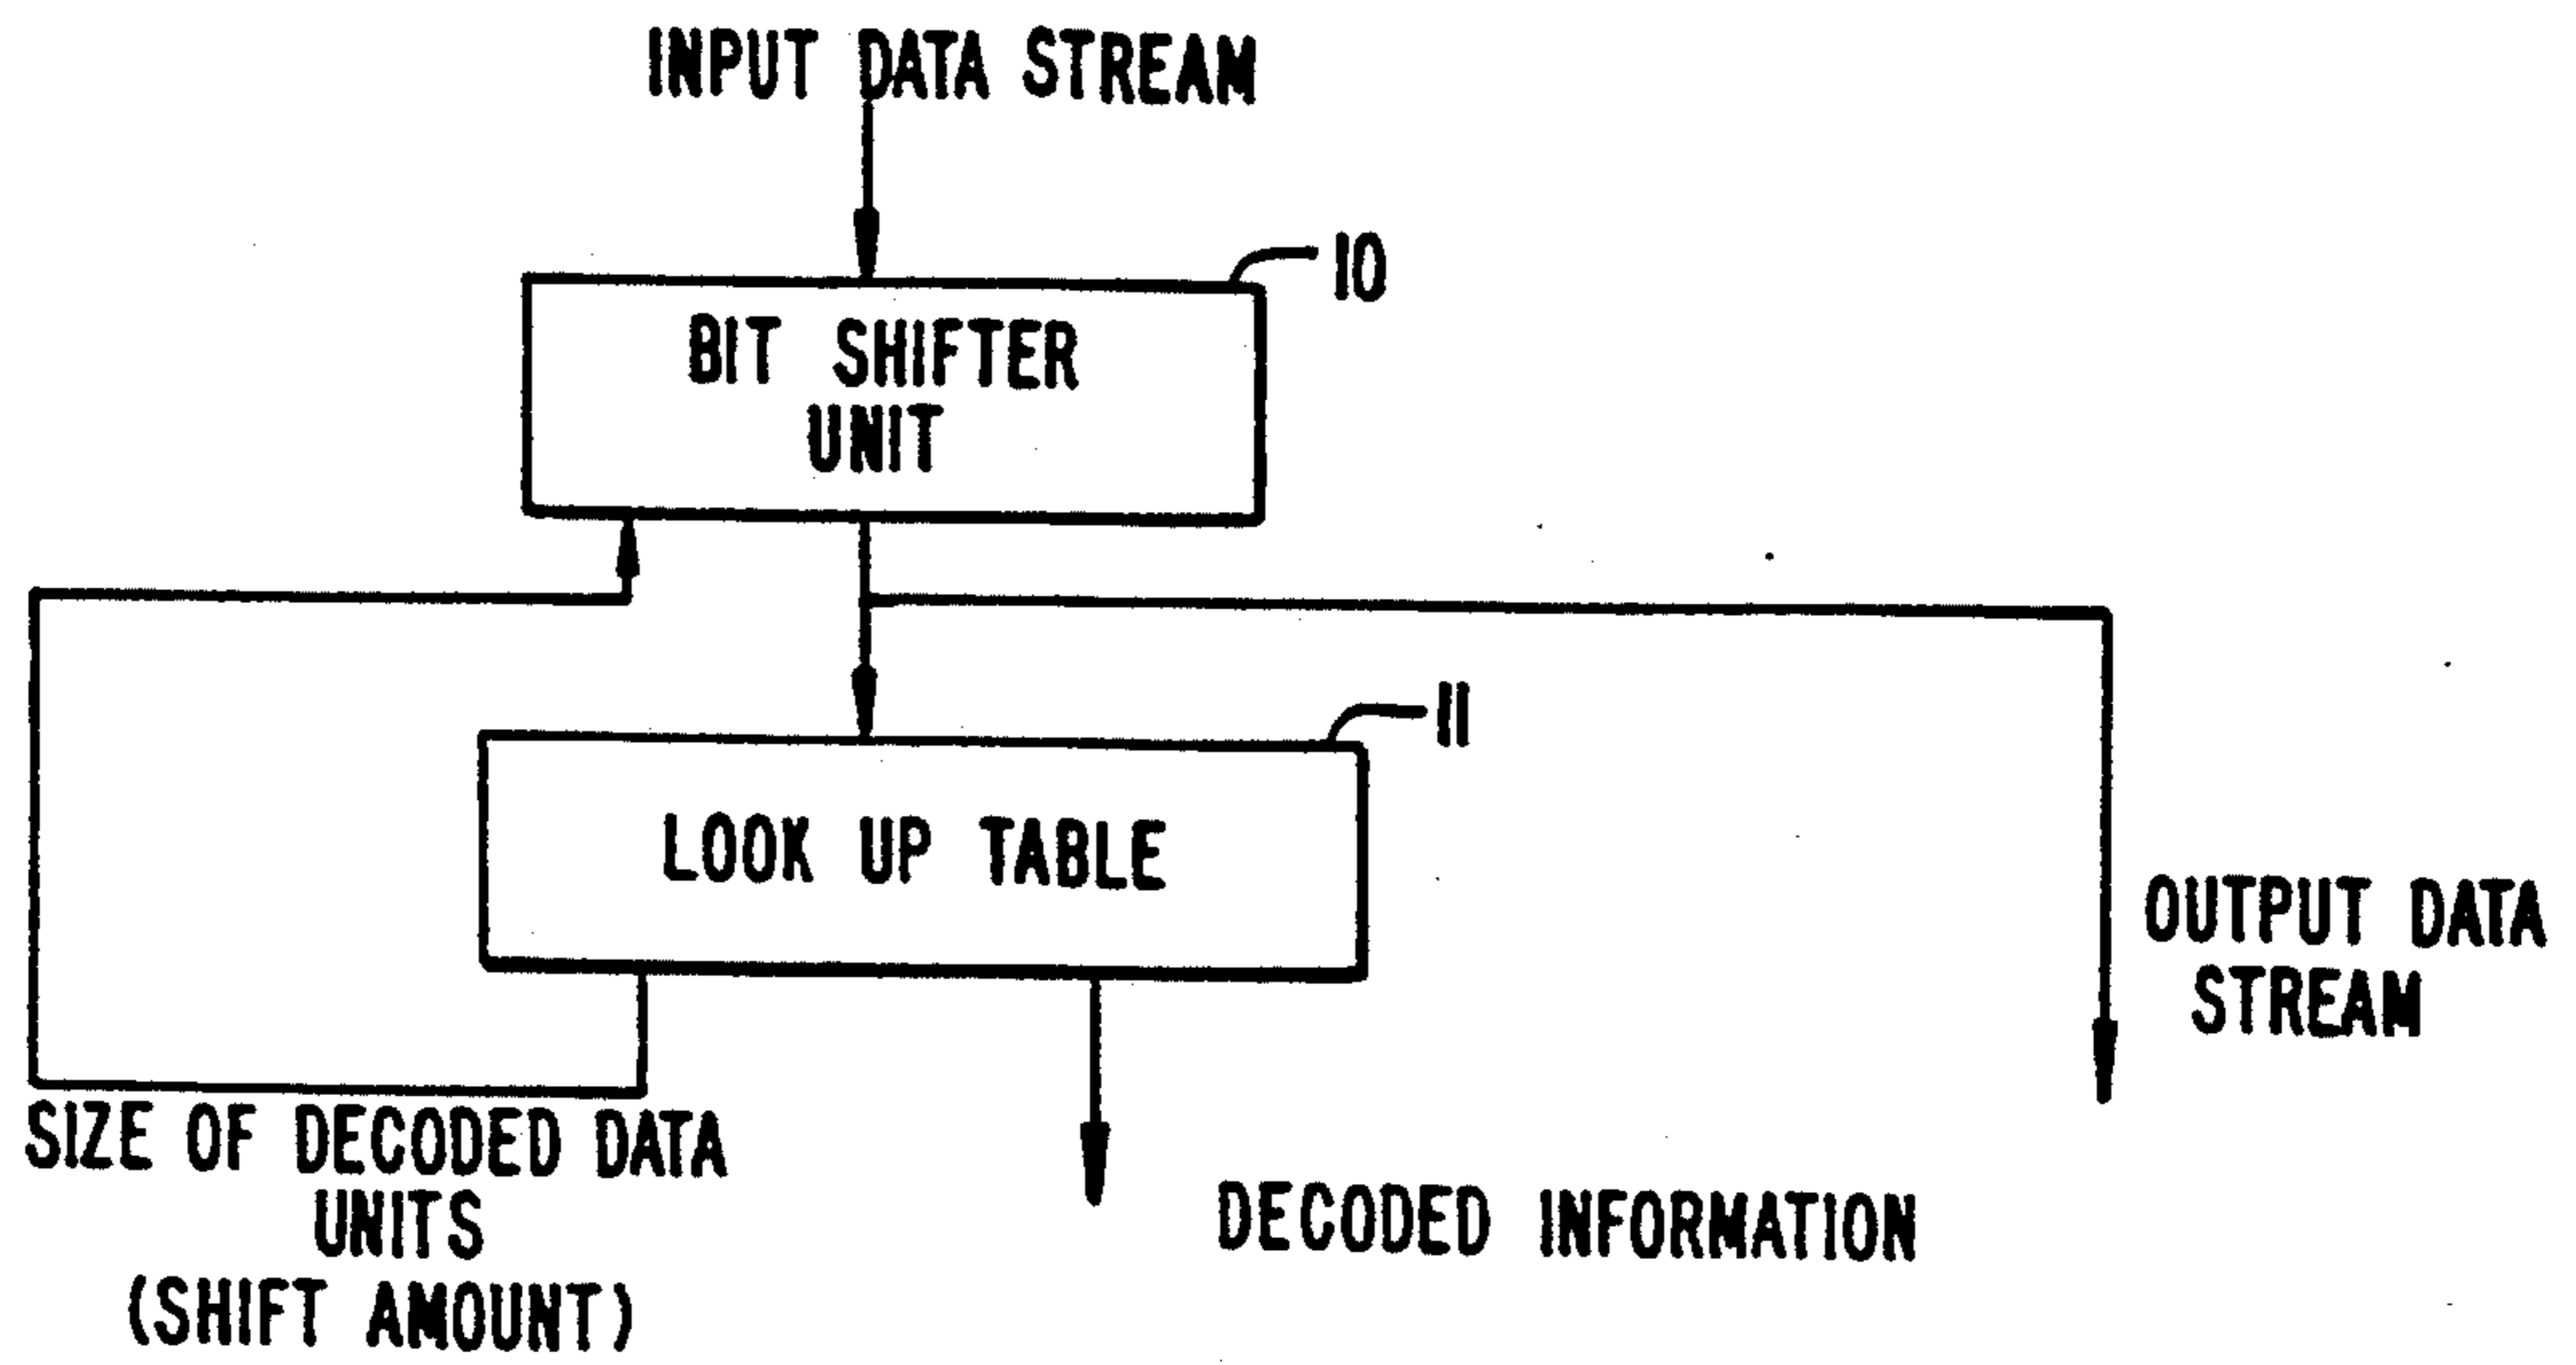 INPUT DATA STREAM
10
BIT SHIFTER
UNIT
11
LOOK UP TABLE
OUTPUT DATA
STREAM
SIZE OF DECODED DATA
UNITS
(SHIFT AMOUNT)
DECODED INFORMATION